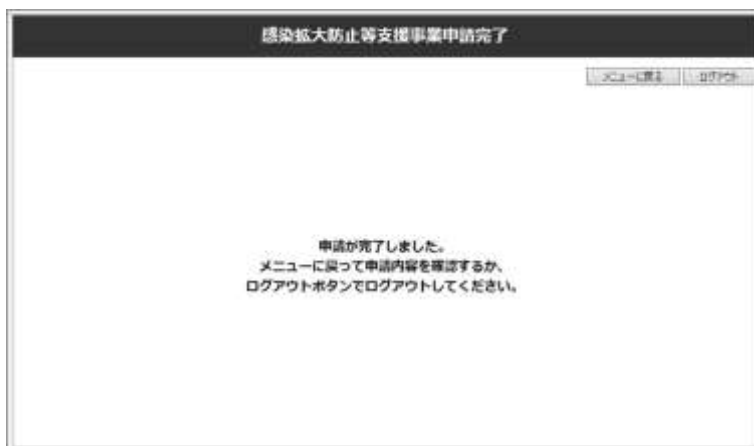 感染拡大防止等支援事業申請完了
メニューに戻る ログアウト
申請が完了しました。
メニューに戻って申請内容を確認するか、
ログアウトボタンでログアウトしてください。